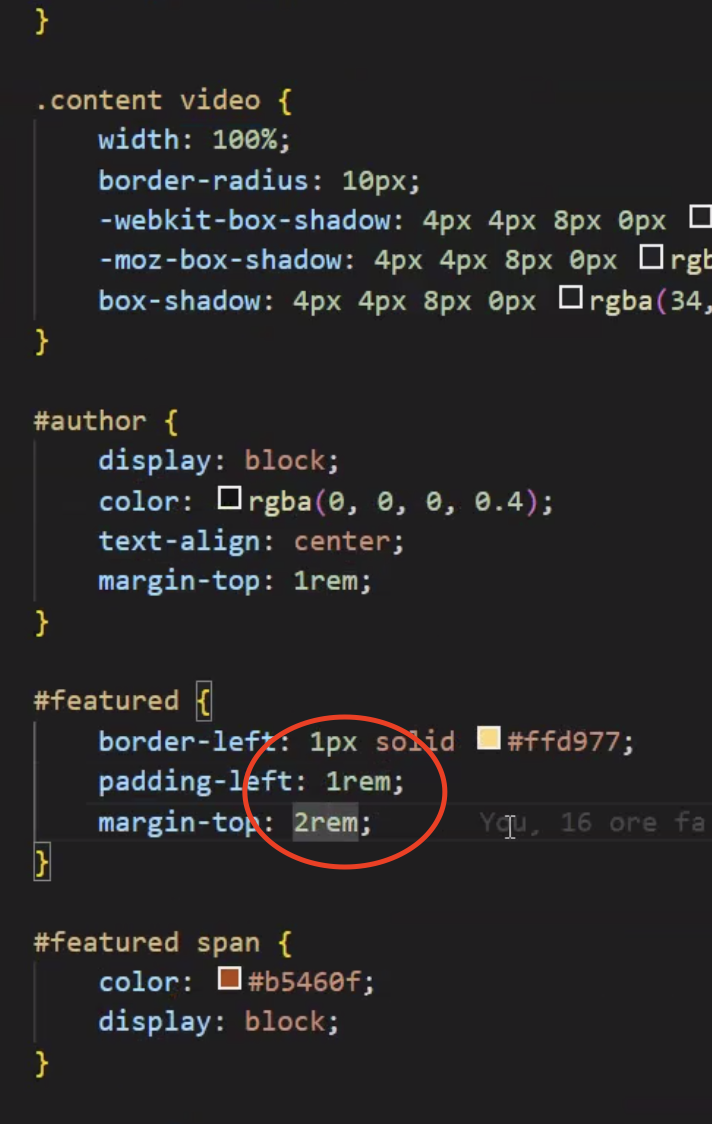 }
.content video {
width: 100%;
border-radius: 10px;
-webkit-box-shadow: 4px 4px 8px 0px
-moz-box-shadow: 4px 4px 8px 0px rgb
box-shadow: 4px 4px 8px 0px rgba(34,
}
#author {
display: block;
color: rgba(0, 0, 0, 0.4);
text-align: center;
margin-top: 1rem;
}
#featured {
border-left: 1px solid #ffd977;
padding-left: 1rem;
margin-top: 2rem; You, 16 ore fa
}
#featured span {
color: #b5460f;
display: block;
}